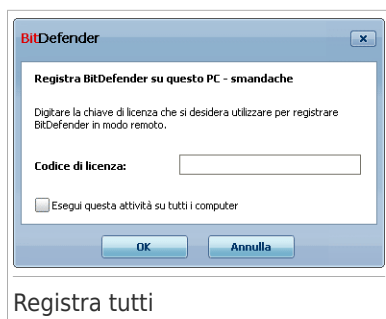 BitDefender
Registra BitDefender su questo PC - smandache
Digitare la chiave di licenza che si desidera utilizzare per registrare
BitDefender in modo remoto.
Codice di licenza:
Esegui questa attività su tutti i computer
OK Annulla
Registra tutti